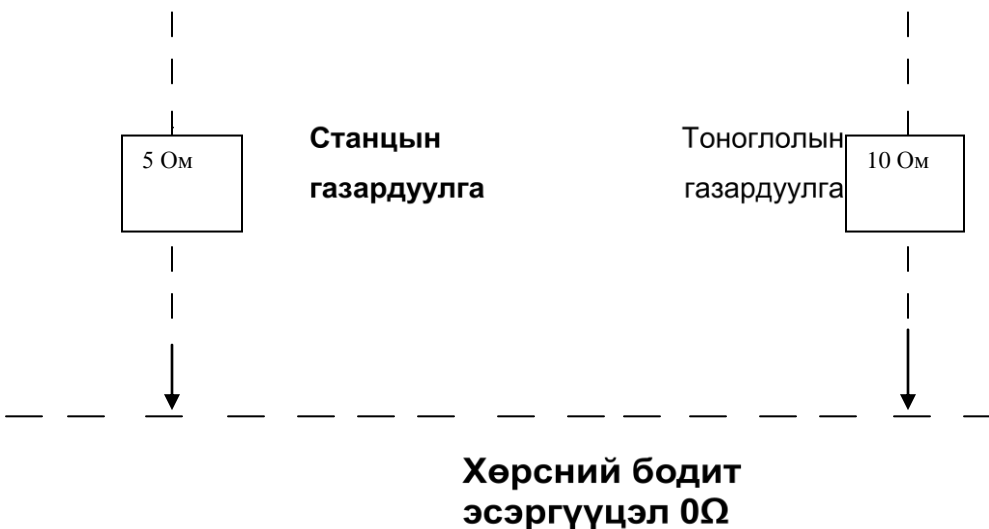 5 Ом
Станцын
газардуулга
Тоноглолын
газардуулга
10 Ом
Хөрсний бодит
эсэргүүцэл 0Ω